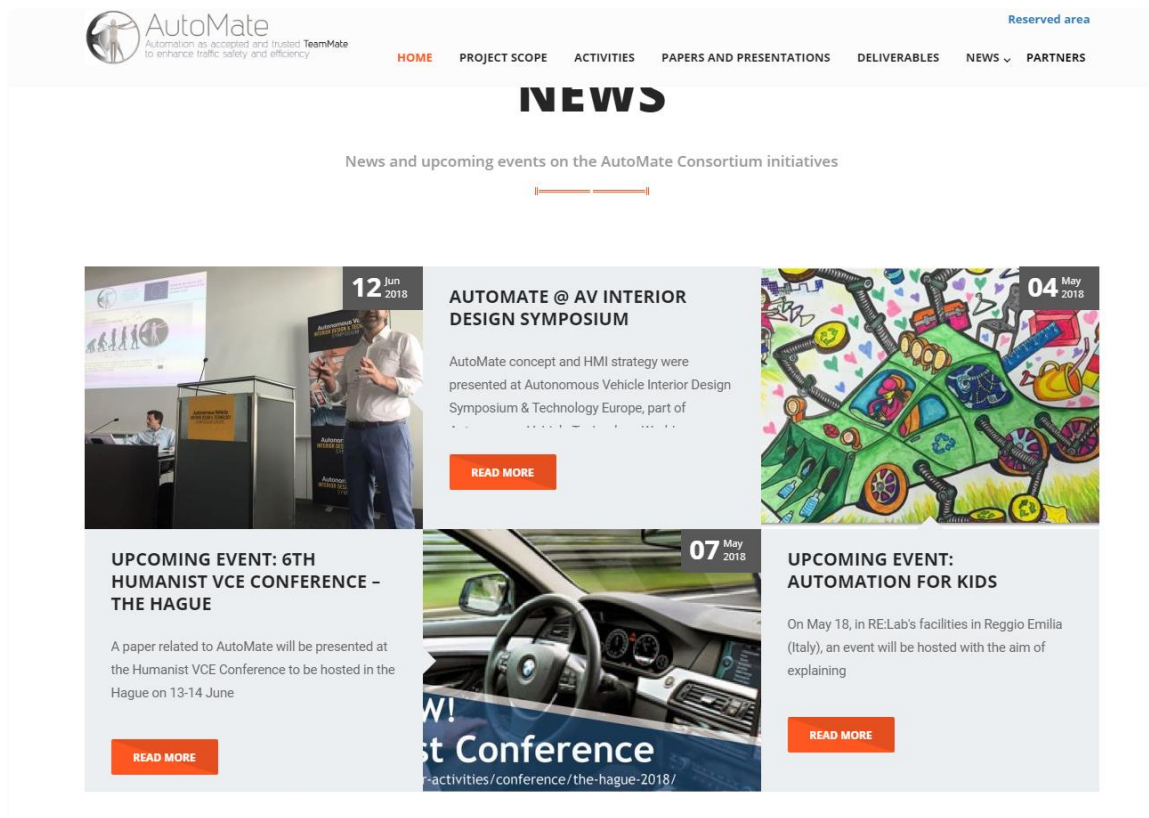 AutoMate
Automation as accepted and trusted TeamMate
to enhance traffic safety and efficiency
Reserved area
HOME PROJECT SCOPE ACTIVITIES PAPERS AND PRESENTATIONS DELIVERABLES NEWS PARTNERS
NEWS
News and upcoming events on the AutoMate Consortium initiatives
12 Jun 2018
AUTOMATE @ AV INTERIOR
DESIGN SYMPOSIUM
AutoMate concept and HMI strategy were
presented at Autonomous Vehicle Interior Design
Symposium & Technology Europe, part of
READ MORE
04 May 2018
UPCOMING EVENT: 6TH
HUMANIST VCE CONFERENCE –
THE HAGUE
A paper related to AutoMate will be presented at
the Humanist VCE Conference to be hosted in the
Hague on 13-14 June
READ MORE
07 May 2018
W!
st Conference
r-activities/conference/the-hague-2018/
UPCOMING EVENT:
AUTOMATION FOR KIDS
On May 18, in RE:Lab's facilities in Reggio Emilia
(Italy), an event will be hosted with the aim of
explaining
READ MORE